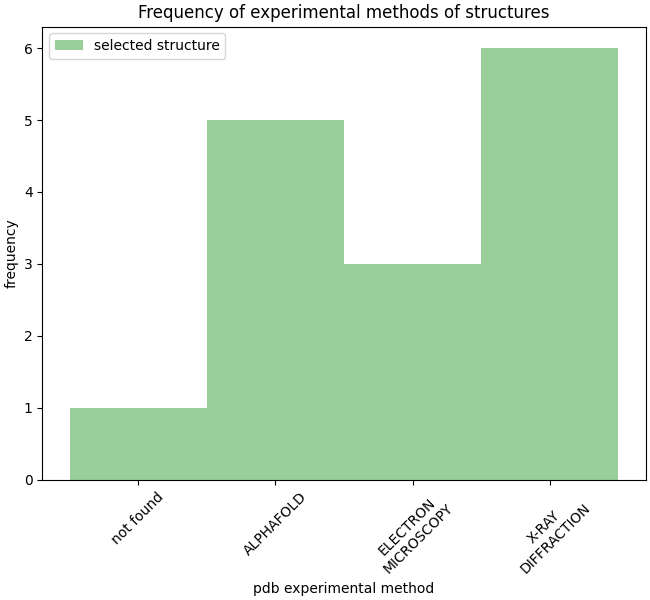 Frequency of experimental methods of structures
selected structure
6
5
4
3
2
1
0
frequency
not found
ALPHAFOLD
ELECTRON
MICROSCOPY
X-RAY
DIFFRACTION
pdb experimental method